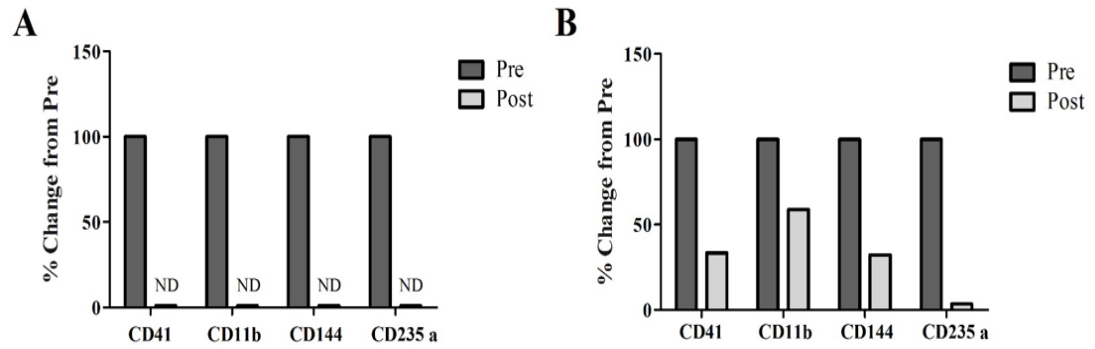 A
% Change from Pre
150
100
50
0
ND ND ND ND
CD41 CD11b CD144 CD235 a
Pre
Post
B
% Change from Pre
150
100
50
0
CD41 CD11b CD144 CD235 a
Pre
Post